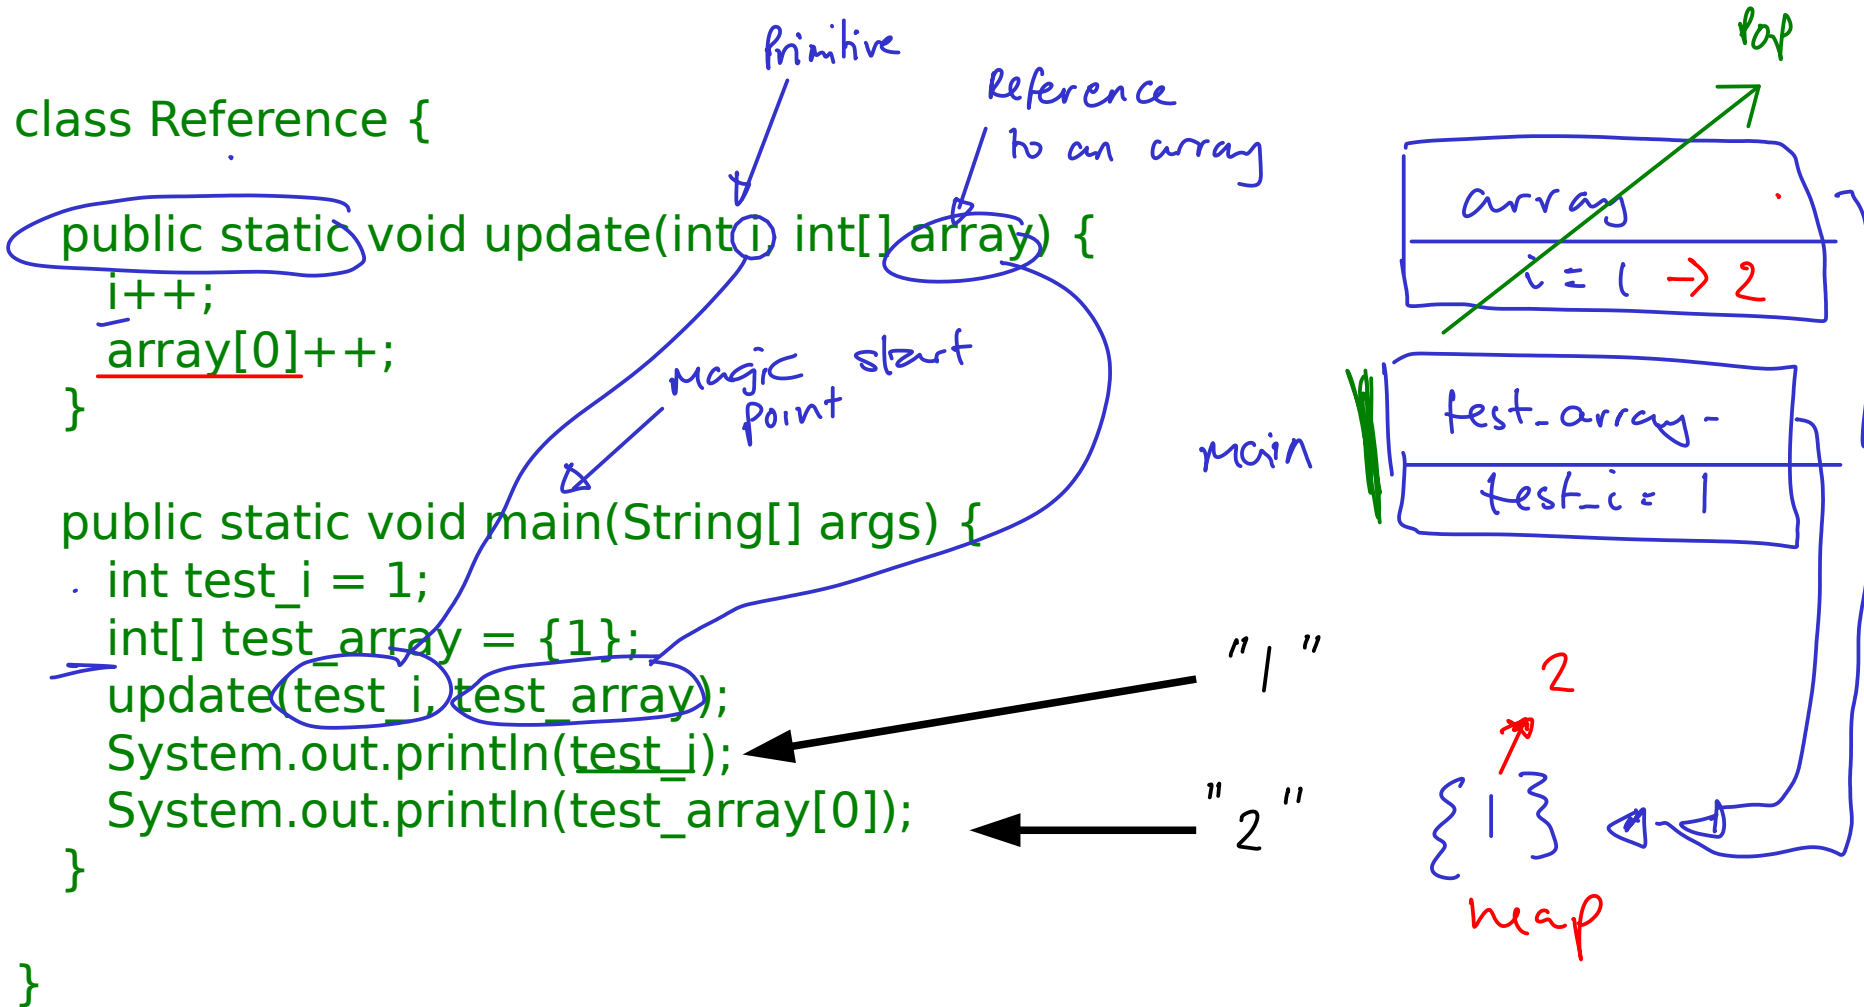 Primitive
Pop
Reference
to an array
class Reference {
array
public static void update(int i, int[] array) {
i = 1 → 2
i++;
array[0]++;
magic start
point
}
test_array
main
test_i = 1
public static void main(String[] args) {
int test_i = 1;
int[] test_array = {1};
"1"
2
update(test_i, test_array);
System.out.println(test_i);
System.out.println(test_array[0]);
"2"
{ 1 }
}
heap
}